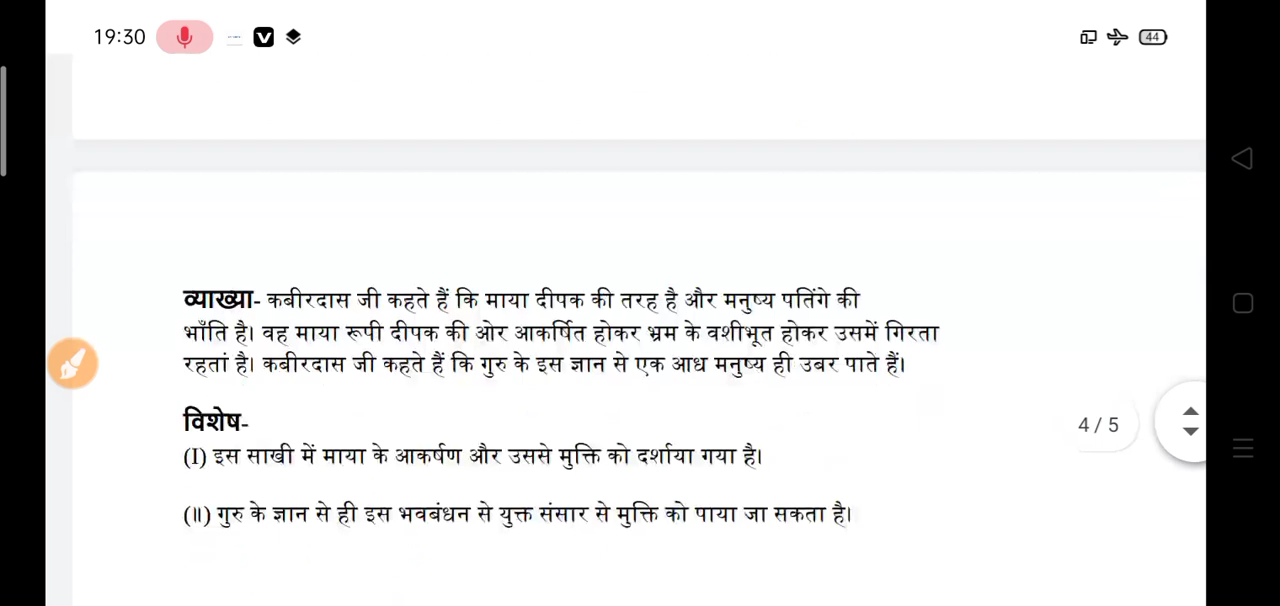 19:30
44
व्याख्या- कबीरदास जी कहते हैं कि माया दीपक की तरह है और मनुष्य पतिंगे की
भाँति है। वह माया रूपी दीपक की ओर आकर्षित होकर भ्रम के वशीभूत होकर उसमें गिरता
रहतां है। कबीरदास जी कहते हैं कि गुरु के इस ज्ञान से एक आध मनुष्य ही उबर पाते हैं।
विशेष-
4 / 5
(I) इस साखी में माया के आकर्षण और उससे मुक्ति को दर्शाया गया है।
(II) गुरु के ज्ञान से ही इस भवबंधन से युक्त संसार से मुक्ति को पाया जा सकता है।